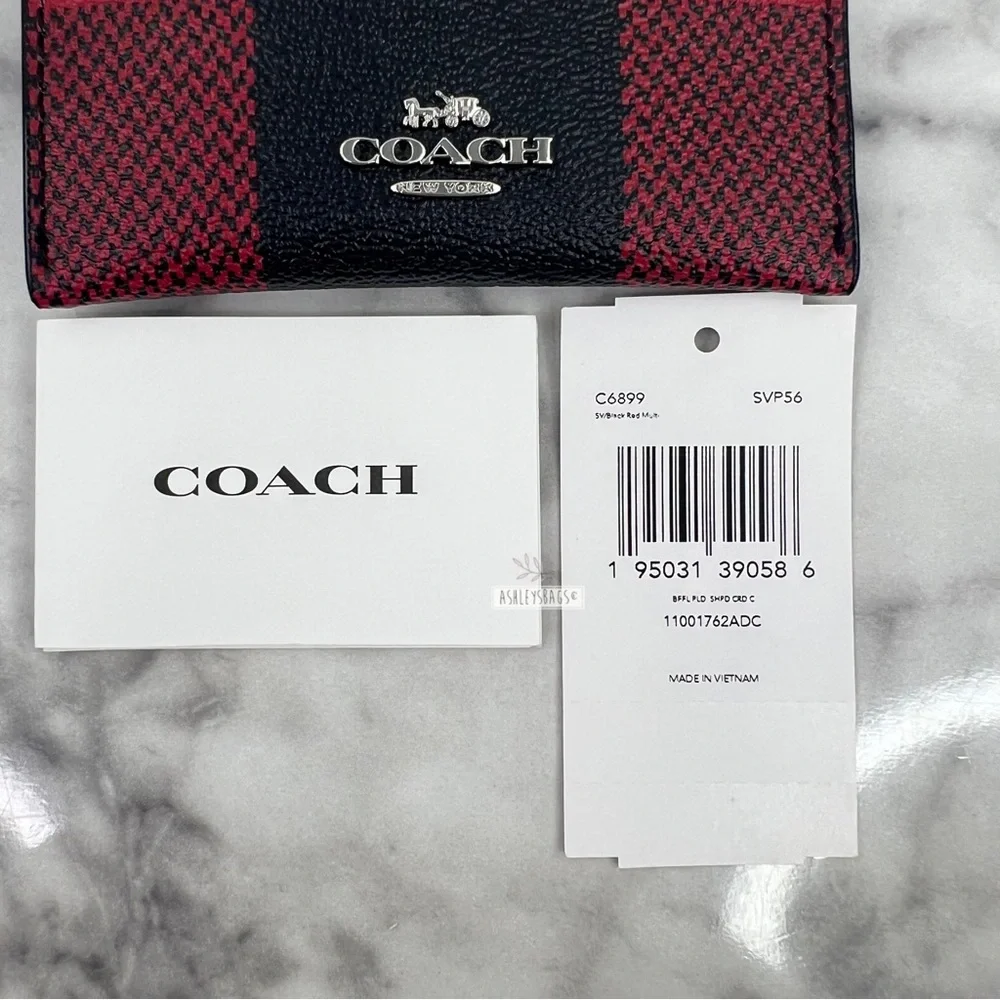 COACH
NEW YORK
COACH
C6899 SVP56
SV/Black Red Multi
1 95031 39058 6
BFFL PLD SHPD CRD C
11001762ADC
MADE IN VIETNAM
ASHLEYSBAGS©